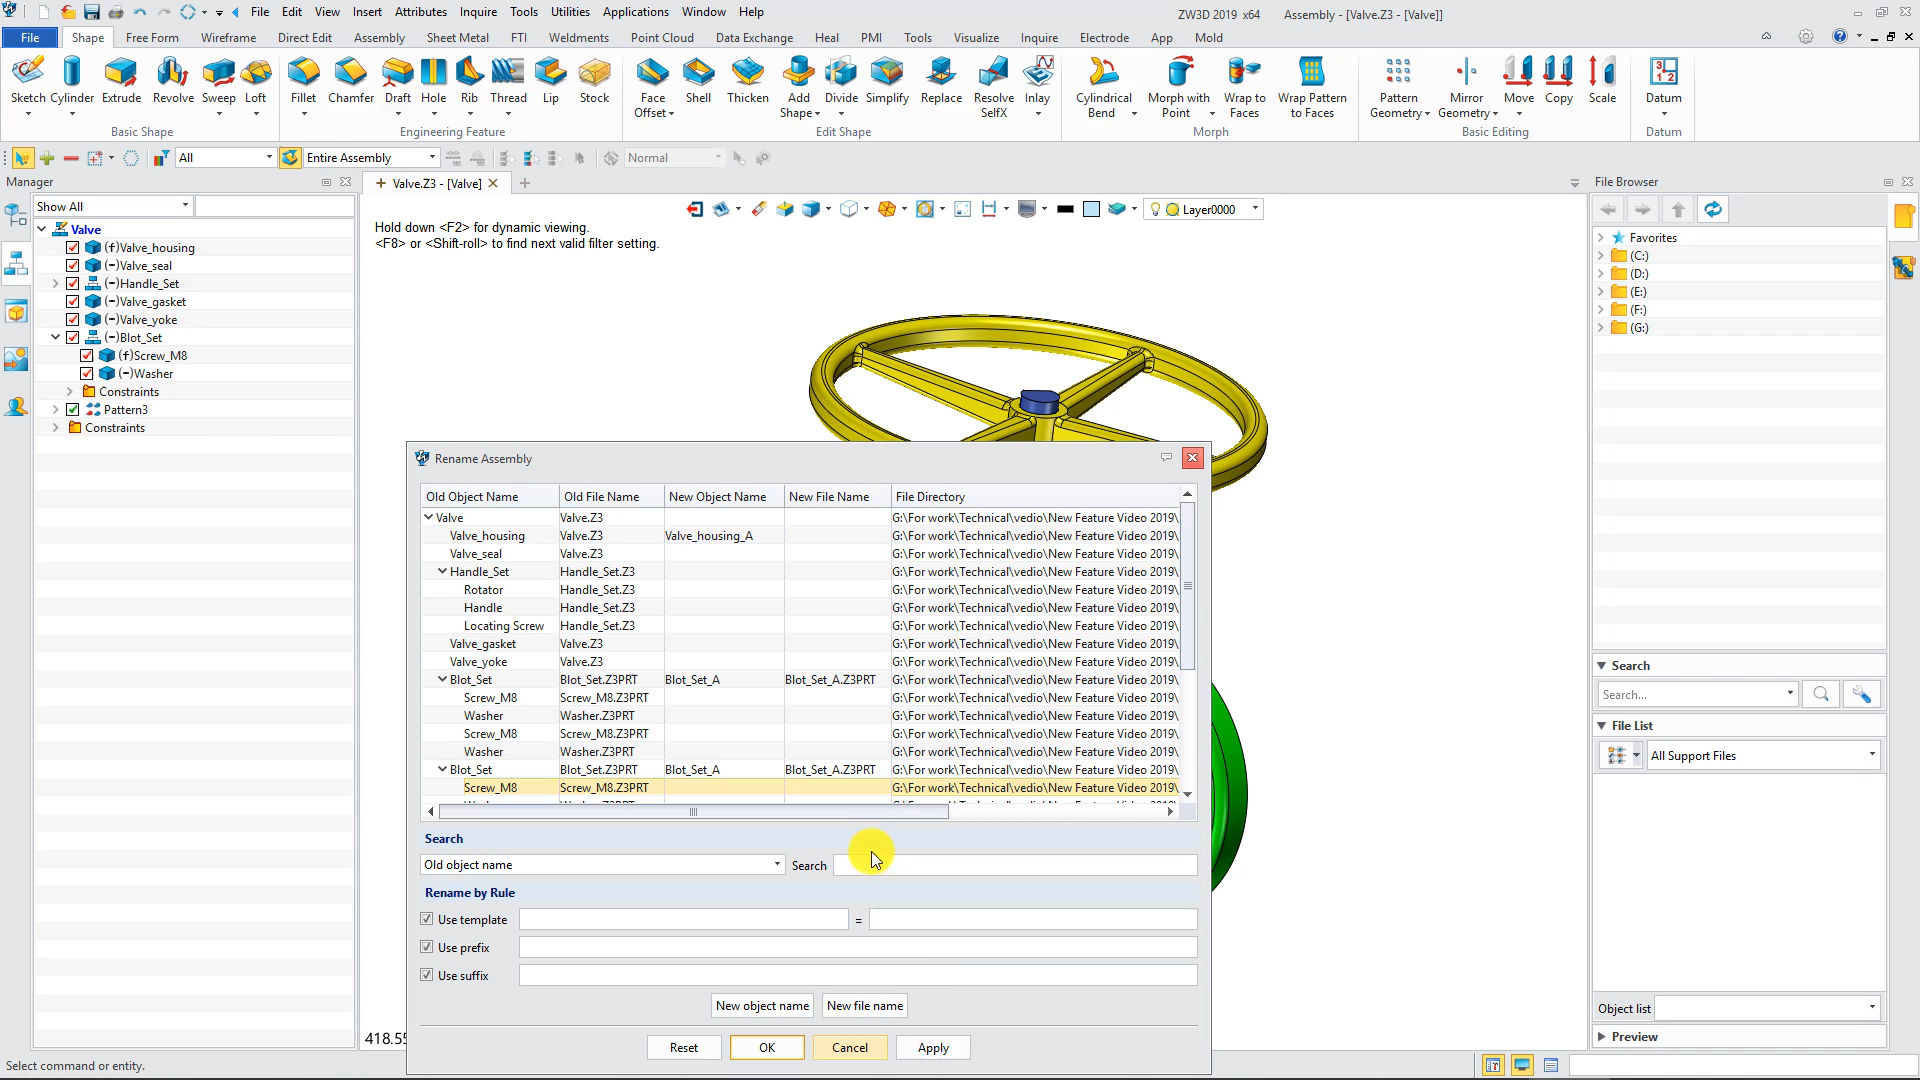 File Edit View Insert Attributes Inquire Tools Utilities Applications Window Help
ZW3D 2019 x64 Assembly - [Valve.Z3 - [Valve]]
File Shape Free Form Wireframe Direct Edit Assembly Sheet Metal FTI Weldments Point Cloud Data Exchange Heal PMI Tools Visualize Inquire Electrode App Mold
Sketch Cylinder Extrude Revolve Sweep Loft Fillet Chamfer Draft Hole Rib Thread Lip Stock Face Offset Shell Thicken Add Shape Divide Simplify Replace Resolve SelfX Inlay Cylindrical Bend Morph with Point Wrap to Faces Wrap Pattern to Faces Pattern Geometry Mirror Geometry Move Copy Scale Datum
Basic Shape Engineering Feature Edit Shape Morph Basic Editing Datum
All Entire Assembly Normal
Manager
Valve.Z3 - [Valve]
File Browser
Show All
Layer0000
Hold down <F2> for dynamic viewing.
<F8> or <Shift-roll> to find next valid filter setting.
Valve
(f)Valve_housing
(-)Valve_seal
(-)Handle_Set
(-)Valve_gasket
(-)Valve_yoke
(-)Blot_Set
(f)Screw_M8
(-)Washer
Constraints
Pattern3
Constraints
Favorites
(C:)
(D:)
(E:)
(F:)
(G:)
Rename Assembly
Old Object Name Old File Name New Object Name New File Name File Directory
Valve Valve.Z3 G:\For work\Technical\vedio\New Feature Video 2019\
Valve_housing Valve.Z3 Valve_housing_A G:\For work\Technical\vedio\New Feature Video 2019\
Valve_seal Valve.Z3 G:\For work\Technical\vedio\New Feature Video 2019\
Handle_Set Handle_Set.Z3 G:\For work\Technical\vedio\New Feature Video 2019\
Rotator Handle_Set.Z3 G:\For work\Technical\vedio\New Feature Video 2019\
Handle Handle_Set.Z3 G:\For work\Technical\vedio\New Feature Video 2019\
Locating Screw Handle_Set.Z3 G:\For work\Technical\vedio\New Feature Video 2019\
Valve_gasket Valve.Z3 G:\For work\Technical\vedio\New Feature Video 2019\
Valve_yoke Valve.Z3 G:\For work\Technical\vedio\New Feature Video 2019\
Blot_Set Blot_Set.Z3PRT Blot_Set_A Blot_Set_A.Z3PRT G:\For work\Technical\vedio\New Feature Video 2019\
Screw_M8 Screw_M8.Z3PRT G:\For work\Technical\vedio\New Feature Video 2019\
Washer Washer.Z3PRT G:\For work\Technical\vedio\New Feature Video 2019\
Screw_M8 Screw_M8.Z3PRT G:\For work\Technical\vedio\New Feature Video 2019\
Washer Washer.Z3PRT G:\For work\Technical\vedio\New Feature Video 2019\
Blot_Set Blot_Set.Z3PRT Blot_Set_A Blot_Set_A.Z3PRT G:\For work\Technical\vedio\New Feature Video 2019\
Screw_M8 Screw_M8.Z3PRT G:\For work\Technical\vedio\New Feature Video 2019\
Search
Old object name Search
Rename by Rule
Use template =
Use prefix
Use suffix
New object name New file name
Reset OK Cancel Apply
Search
Search...
File List
All Support Files
Object list
Preview
418.55
Select command or entity.